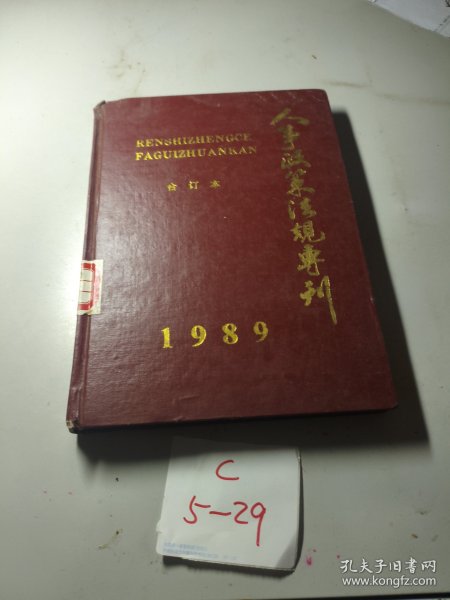 RENSHIZHENGCE
FAGUIZHUANKAN
合订本
人事政策法规专刊
1989
C
5-29
孔夫子旧书网
www.kongfz.com